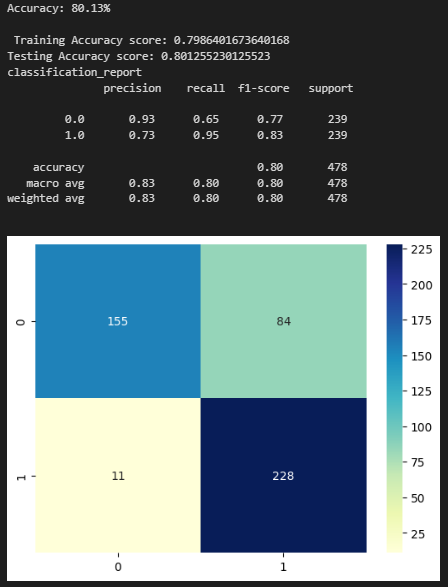 Accuracy: 80.13%
Training Accuracy score: 0.7986401673640168
Testing Accuracy score: 0.801255230125523
classification_report
precision recall f1-score support
0.0 0.93 0.65 0.77 239
1.0 0.73 0.95 0.83 239
accuracy 0.80 478
macro avg 0.83 0.80 0.80 478
weighted avg 0.83 0.80 0.80 478
225
200
0 155 84
175
150
125
100
75
1 11 228
50
25
0 1